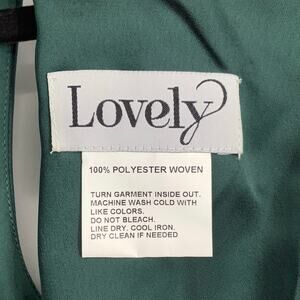 Lovely
100% POLYESTER WOVEN
TURN GARMENT INSIDE OUT.
MACHINE WASH COLD WITH
LIKE COLORS.
DO NOT BLEACH.
LINE DRY. COOL IRON.
DRY CLEAN IF NEEDED